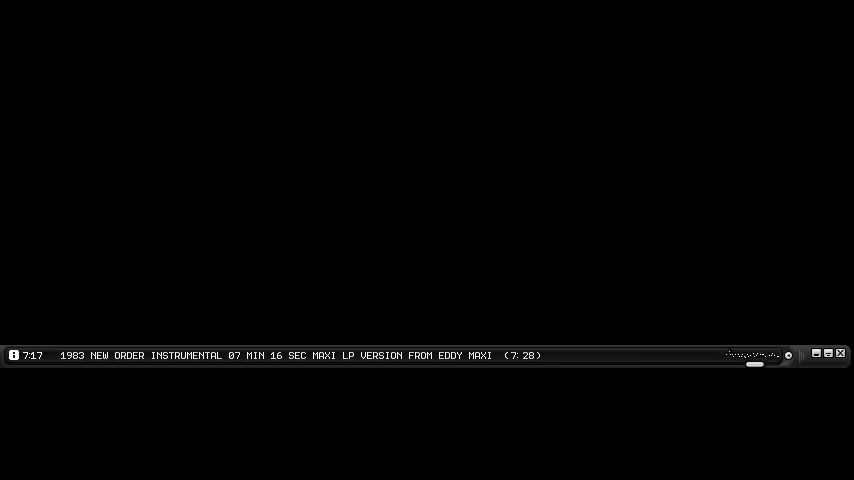 7:17 1983 NEW ORDER INSTRUMENTAL 07 MIN 16 SEC MAXI LP VERSION FROM EDDY MAXI (7:28)